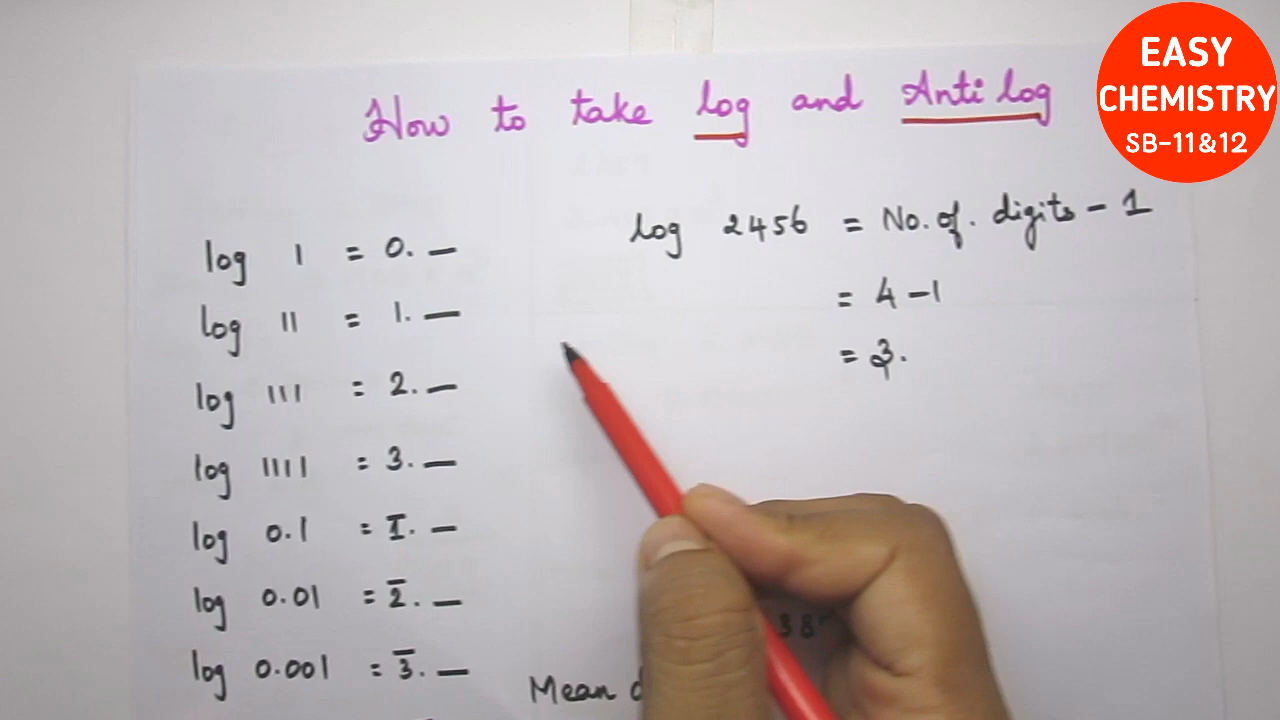 EASY
CHEMISTRY
SB-11&12
How to take log and Anti log
log 1 = 0. —
log 11 = 1. —
log 111 = 2. —
log 1111 = 3. —
log 0.1 = 1̅. —
log 0.01 = 2̅. —
log 0.001 = 3̅. —
log 2456 = No. of. digits - 1
= 4 - 1
= 3.
38
Mean